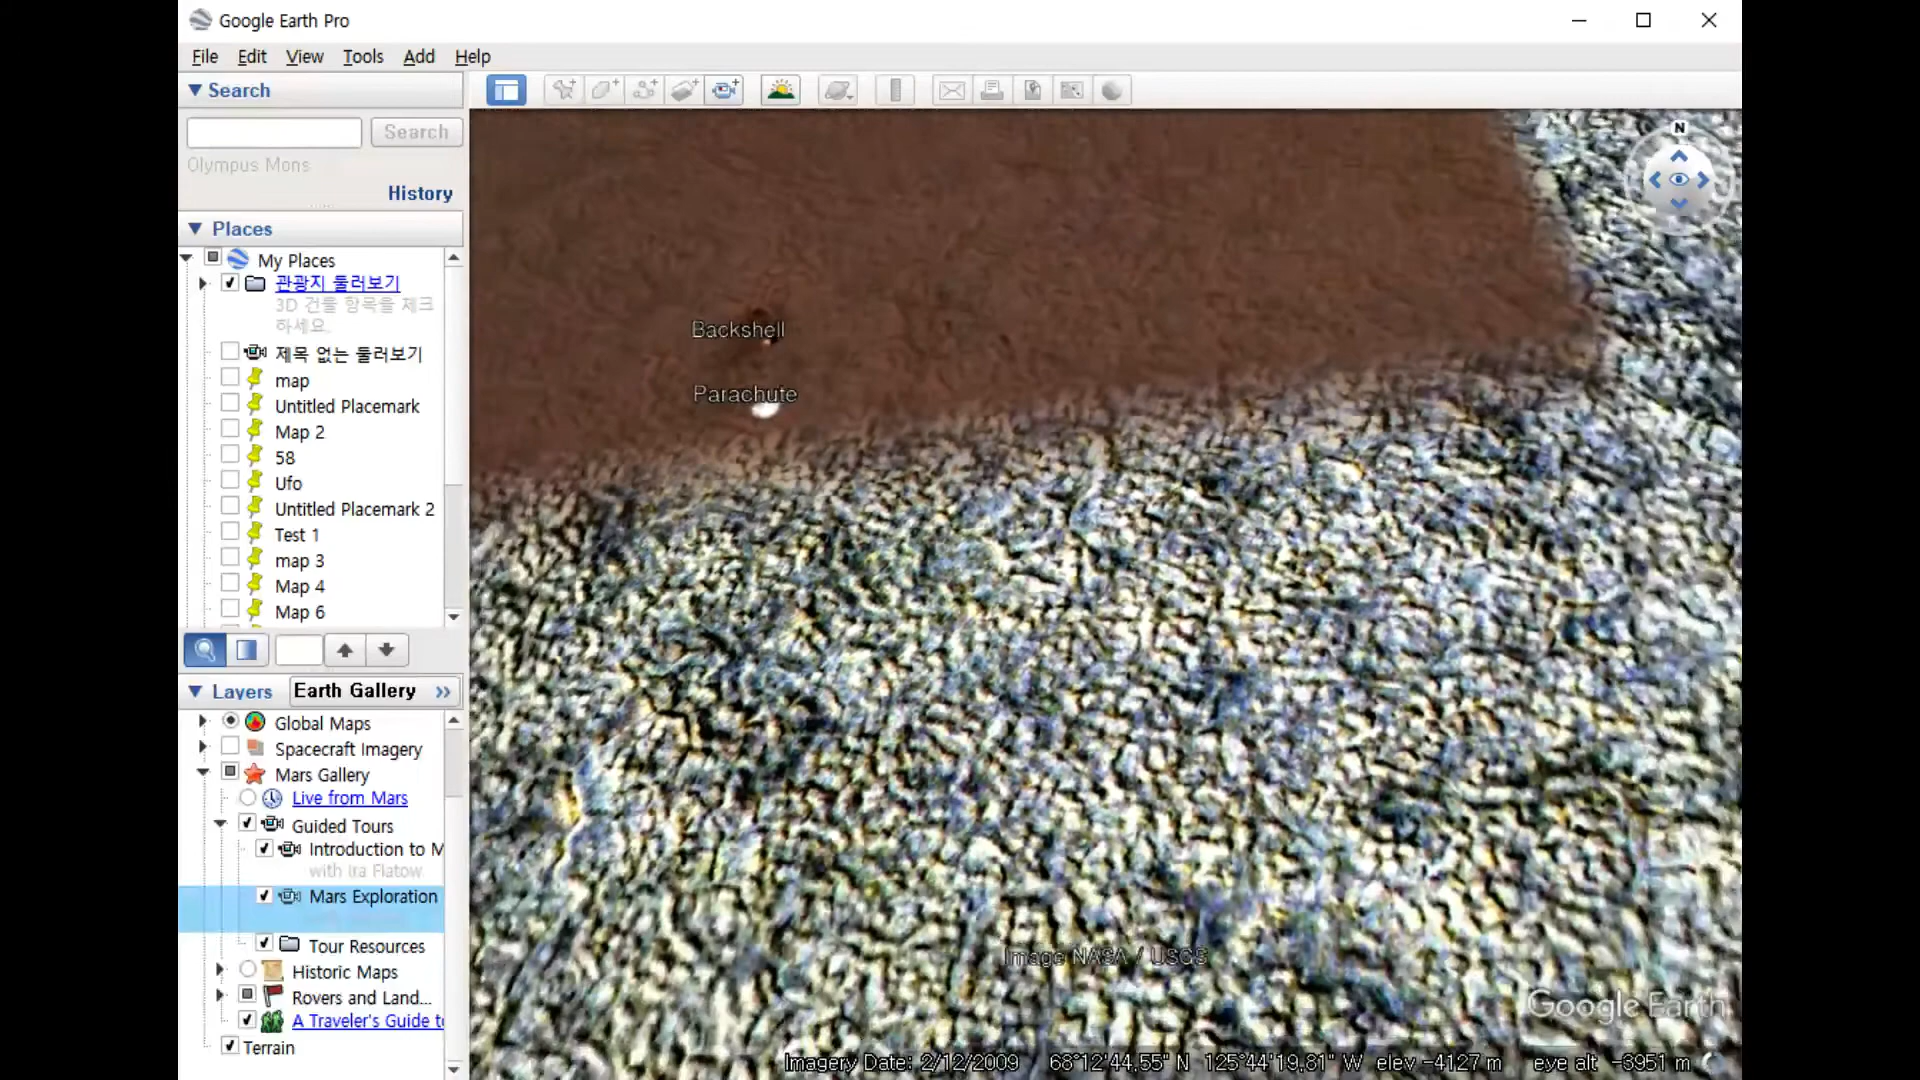 Google Earth Pro
File Edit View Tools Add Help
Search
Search
Olympus Mons
History
Places
My Places
관광지 둘러보기
3D 건물 항목을 체크
하세요.
제목 없는 둘러보기
map
Untitled Placemark
Map 2
58
Ufo
Untitled Placemark 2
Test 1
map 3
Map 4
Map 6
Layers
Earth Gallery »
Global Maps
Spacecraft Imagery
Mars Gallery
Live from Mars
Guided Tours
Introduction to M
with Ira Flatow
Mars Exploration
Tour Resources
Historic Maps
Rovers and Land...
A Traveler's Guide to
Terrain
N
Backshell
Parachute
Image NASA / USGS
Google Earth
Imagery Date: 2/12/2009 68°12'44.55" N 125°44'19.81" W elev -4127 m eye alt -3951 m